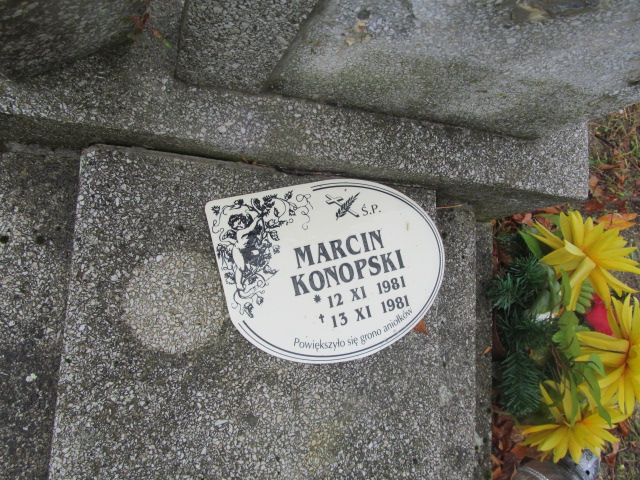 Ś.P.
MARCIN
KONOPSKI
* 12 XI 1981
† 13 XI 1981
Powiększyło się grono aniołków